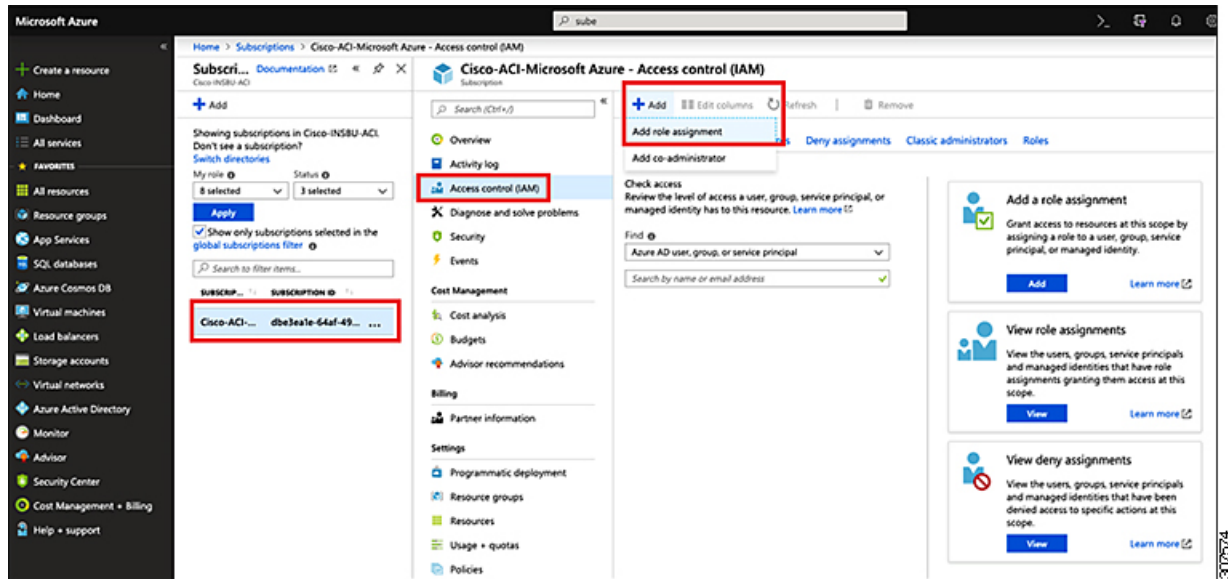 Microsoft Azure
sube
Home > Subscriptions > Cisco-ACI-Microsoft Azure - Access control (IAM)
+ Create a resource
Home
Dashboard
All services
FAVORITES
All resources
Resource groups
App Services
SQL databases
Azure Cosmos DB
Virtual machines
Load balancers
Storage accounts
Virtual networks
Azure Active Directory
Monitor
Advisor
Security Center
Cost Management + Billing
Help + support
Subscri... Documentation
Cisco-INSBU-ACI
+ Add
Showing subscriptions in Cisco-INSBU-ACI.
Don't see a subscription?
Switch directories
My role Status
8 selected 3 selected
Apply
Show only subscriptions selected in the
global subscriptions filter
Search to filter items...
SUBSCRIP... SUBSCRIPTION ID
Cisco-ACI-... dbe3ea1e-64af-49... ...
Cisco-ACI-Microsoft Azure - Access control (IAM)
Subscription
Search (Ctrl+/)
Overview
Activity log
Access control (IAM)
Diagnose and solve problems
Security
Events
Cost Management
Cost analysis
Budgets
Advisor recommendations
Billing
Partner information
Settings
Programmatic deployment
Resource groups
Resources
Usage + quotas
Policies
+ Add Edit columns Refresh Remove
Add role assignment
Add co-administrator
Deny assignments Classic administrators Roles
Check access
Review the level of access a user, group, service principal, or
managed identity has to this resource. Learn more
Find
Azure AD user, group, or service principal
Search by name or email address
Add a role assignment
Grant access to resources at this scope by
assigning a role to a user, group, service
principal, or managed identity.
Add Learn more
View role assignments
View the users, groups, service principals
and managed identities that have role
assignments granting them access at this
scope.
View Learn more
View deny assignments
View the users, groups, service principals
and managed identities that have been
denied access to specific actions at this
scope.
View Learn more